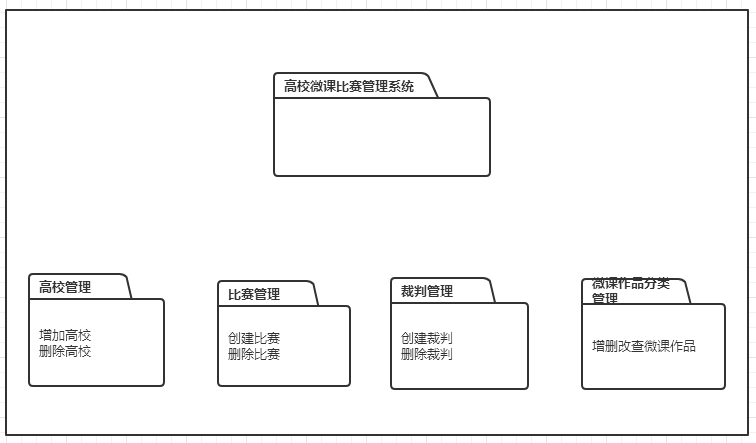 高校微课比赛管理系统
高校管理
增加高校
删除高校
比赛管理
创建比赛
删除比赛
裁判管理
创建裁判
删除裁判
微课作品分类
管理
增删改查微课作品